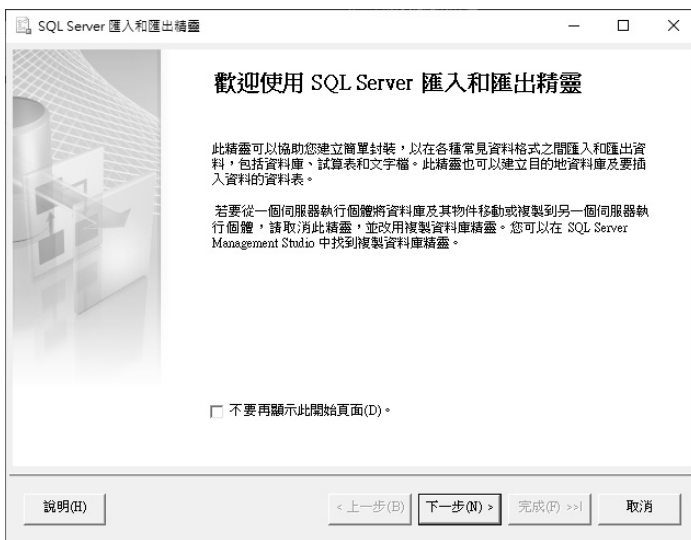 SQL Server 匯入和匯出精靈
歡迎使用 SQL Server 匯入和匯出精靈
此精靈可以協助您建立簡單封裝，以在各種常見資料格式之間匯入和匯出資
料，包括資料庫、試算表和文字檔。此精靈也可以建立目的地資料庫及要插
入資料的資料表。
若要從一個伺服器執行個體將資料庫及其物件移動或複製到另一個伺服器執
行個體，請取消此精靈，並改用複製資料庫精靈。您可以在 SQL Server
Management Studio 中找到複製資料庫精靈。
不要再顯示此開始頁面(D)。
說明(H) < 上一步(B) 下一步(N) > 完成(F) >>| 取消